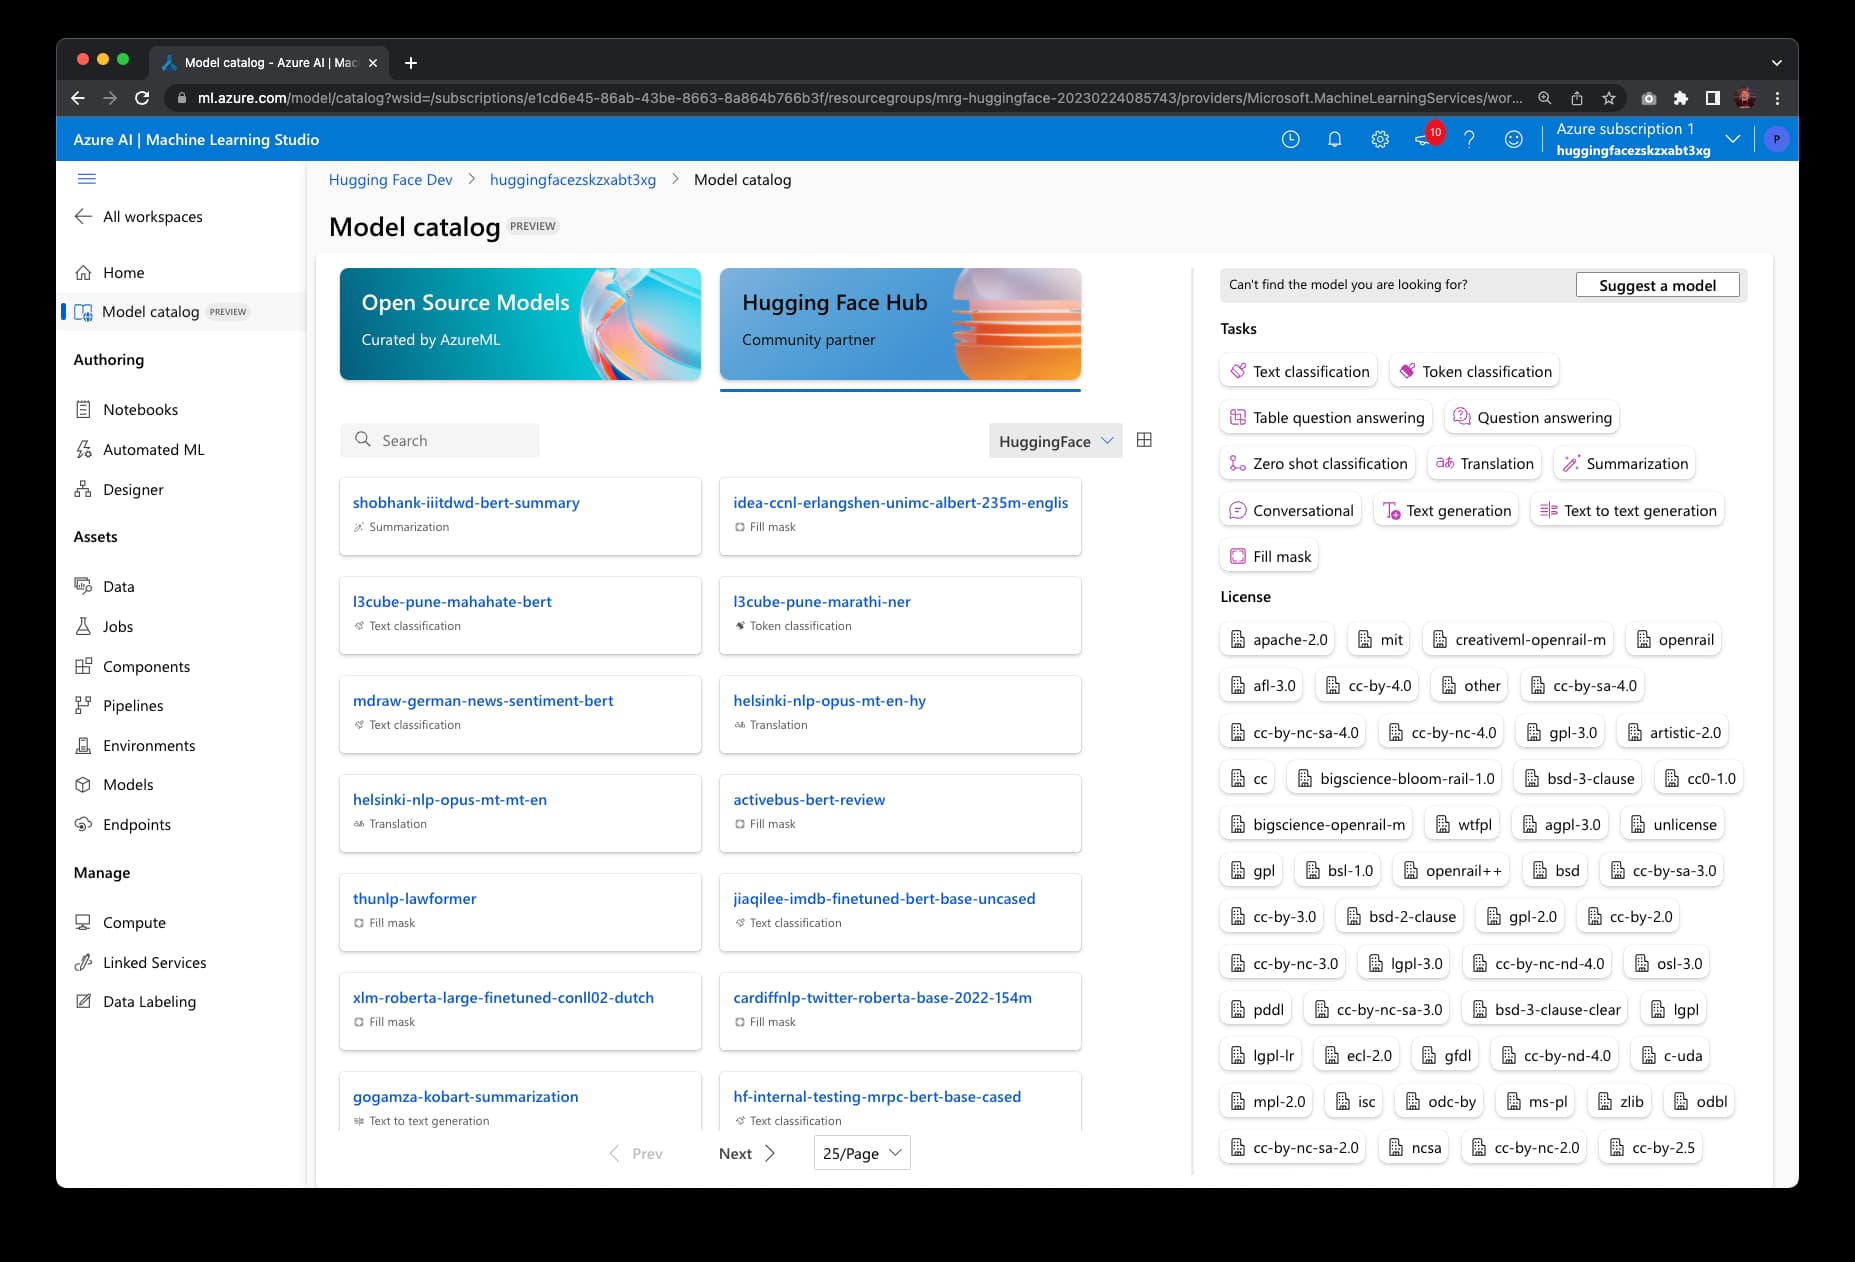 Model catalog - Azure AI | Mac
ml.azure.com/model/catalog?wsid=/subscriptions/e1cd6e45-86ab-43be-8663-8a864b766b3f/resourcegroups/mrg-huggingface-20230224085743/providers/Microsoft.MachineLearningServices/wor...
Azure AI | Machine Learning Studio
10
Azure subscription 1
huggingfacezskzxabt3xg
P
All workspaces
Home
Model catalog PREVIEW
Authoring
Notebooks
Automated ML
Designer
Assets
Data
Jobs
Components
Pipelines
Environments
Models
Endpoints
Manage
Compute
Linked Services
Data Labeling
Hugging Face Dev > huggingfacezskzxabt3xg > Model catalog
Model catalog PREVIEW
Open Source Models
Curated by AzureML
Hugging Face Hub
Community partner
Search
HuggingFace
shobhank-iiitdwd-bert-summary
Summarization
idea-ccnl-erlangshen-unimc-albert-235m-englis
Fill mask
l3cube-pune-mahahate-bert
Text classification
l3cube-pune-marathi-ner
Token classification
mdraw-german-news-sentiment-bert
Text classification
helsinki-nlp-opus-mt-en-hy
Translation
helsinki-nlp-opus-mt-mt-en
Translation
activebus-bert-review
Fill mask
thunlp-lawformer
Fill mask
jiaqilee-imdb-finetuned-bert-base-uncased
Text classification
xlm-roberta-large-finetuned-conll02-dutch
Fill mask
cardiffnlp-twitter-roberta-base-2022-154m
Fill mask
gogamza-kobart-summarization
Text to text generation
hf-internal-testing-mrpc-bert-base-cased
Text classification
Prev Next 25/Page
Can't find the model you are looking for? Suggest a model
Tasks
Text classification Token classification
Table question answering Question answering
Zero shot classification Translation Summarization
Conversational Text generation Text to text generation
Fill mask
License
apache-2.0 mit creativeml-openrail-m openrail
afl-3.0 cc-by-4.0 other cc-by-sa-4.0
cc-by-nc-sa-4.0 cc-by-nc-4.0 gpl-3.0 artistic-2.0
cc bigscience-bloom-rail-1.0 bsd-3-clause cc0-1.0
bigscience-openrail-m wtfpl agpl-3.0 unlicense
gpl bsl-1.0 openrail++ bsd cc-by-sa-3.0
cc-by-3.0 bsd-2-clause gpl-2.0 cc-by-2.0
cc-by-nc-3.0 lgpl-3.0 cc-by-nc-nd-4.0 osl-3.0
pddl cc-by-nc-sa-3.0 bsd-3-clause-clear lgpl
lgpl-lr ecl-2.0 gfdl cc-by-nd-4.0 c-uda
mpl-2.0 isc odc-by ms-pl zlib odbl
cc-by-nc-sa-2.0 ncsa cc-by-nc-2.0 cc-by-2.5